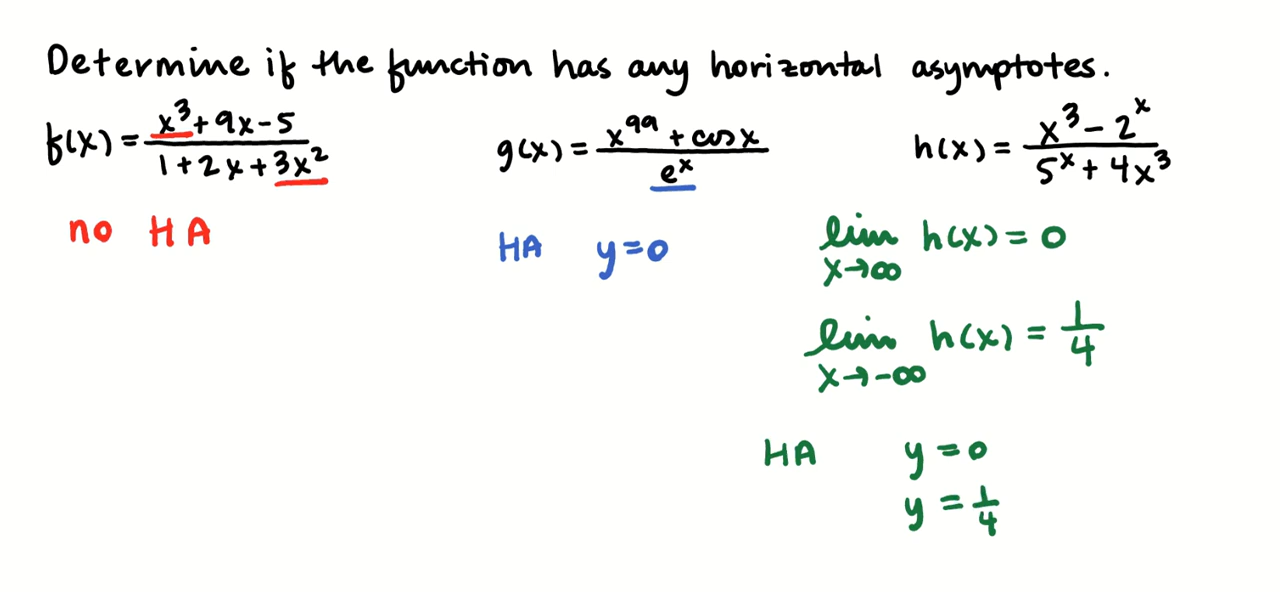 Determine if the function has any horizontal asymptotes.
f(x) = (x³ + 9x - 5) / (1 + 2x + 3x²)
g(x) = (x⁹⁹ + cos x) / eˣ
h(x) = (x³ - 2ˣ) / (5ˣ + 4x³)
no HA
HA y = 0
lim x→∞ h(x) = 0
lim x→-∞ h(x) = 1/4
HA y = 0
y = 1/4